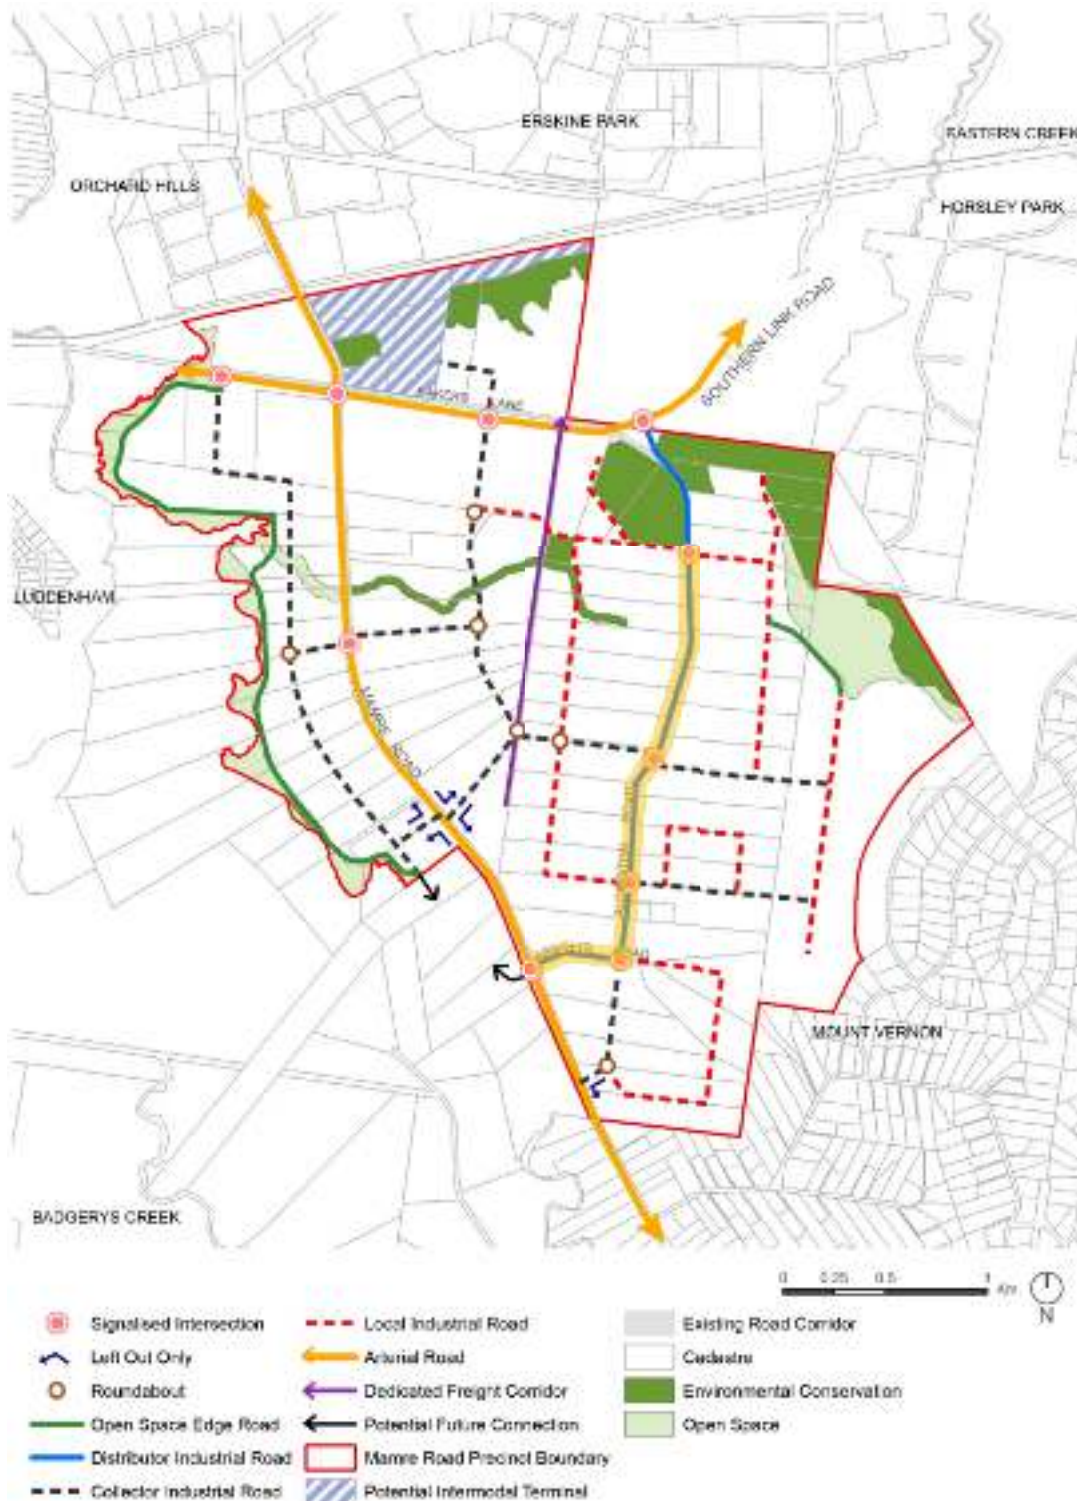 ERSKINE PARK
EASTERN CREEK
ORCHARD HILLS
HORSLEY PARK
SOUTHERN LINK ROAD
LANE
LUDDENHAM
MAMRE ROAD
MOUNT VERNON
BADGERYS CREEK
0 0.25 0.5 1
Km
N
Signalised Intersection
Left Out Only
Roundabout
Open Space Edge Road
Distributor Industrial Road
Collector Industrial Road
Local Industrial Road
Arterial Road
Dedicated Freight Corridor
Potential Future Connection
Mamre Road Precinct Boundary
Potential Intermodal Terminal
Existing Road Corridor
Cadastre
Environmental Conservation
Open Space